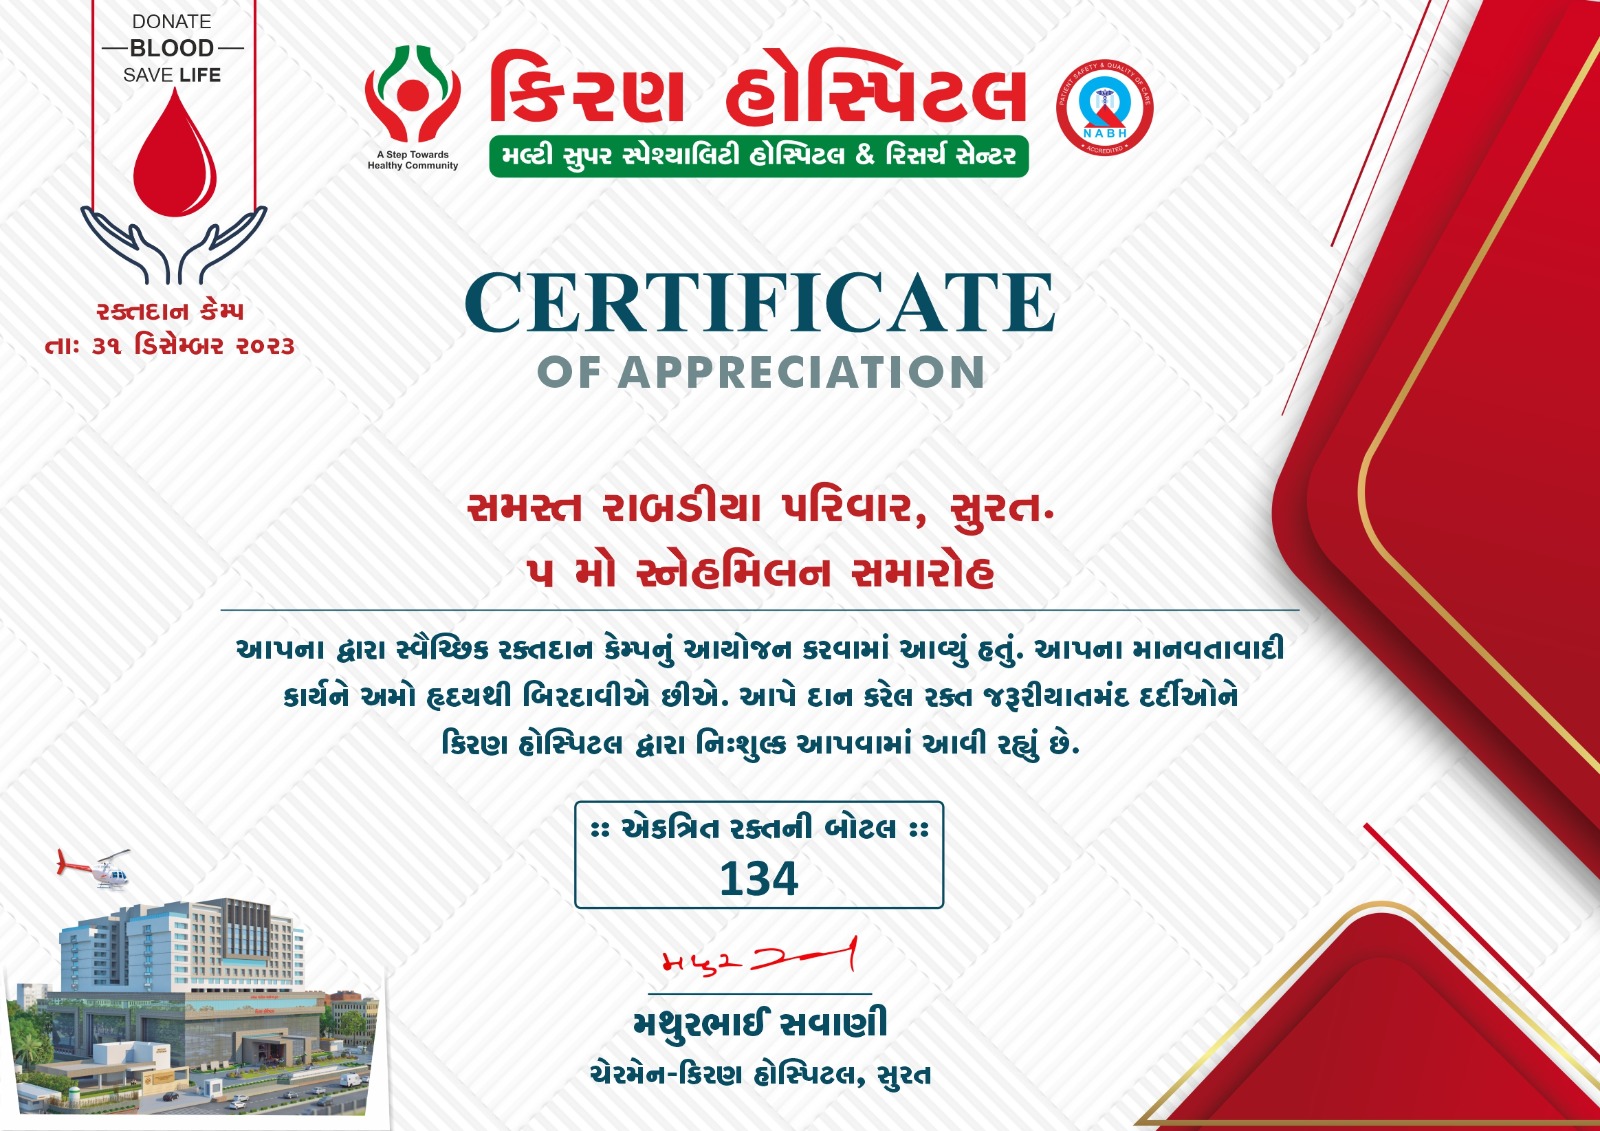 DONATE
BLOOD
SAVE LIFE
રક્તદાન કેમ્પ
તાઃ ૩૧ ડિસેમ્બર ૨૦૨૩
A Step Towards
Healthy Community
કિરણ હોસ્પિટલ
મલ્ટી સુપર સ્પેશ્યાલિટી હોસ્પિટલ & રિસર્ચ સેન્ટર
PATIENT SAFETY & QUALITY OF CARE
NABH
ACCREDITED
CERTIFICATE
OF APPRECIATION
સમસ્ત રાબડીયા પરિવાર, સુરત.
૫ મો સ્નેહમિલન સમારોહ
આપના દ્વારા સ્વૈચ્છિક રક્તદાન કેમ્પનું આયોજન કરવામાં આવ્યું હતું. આપના માનવતાવાદી
કાર્યને અમો હૃદયથી બિરદાવીએ છીએ. આપે દાન કરેલ રક્ત જરૂરીયાતમંદ દર્દીઓને
કિરણ હોસ્પિટલ દ્વારા નિઃશુલ્ક આપવામાં આવી રહ્યું છે.
:: એકત્રિત રક્તની બોટલ ::
134
મથુરભાઈ સવાણી
ચેરમેન-કિરણ હોસ્પિટલ, સુરત